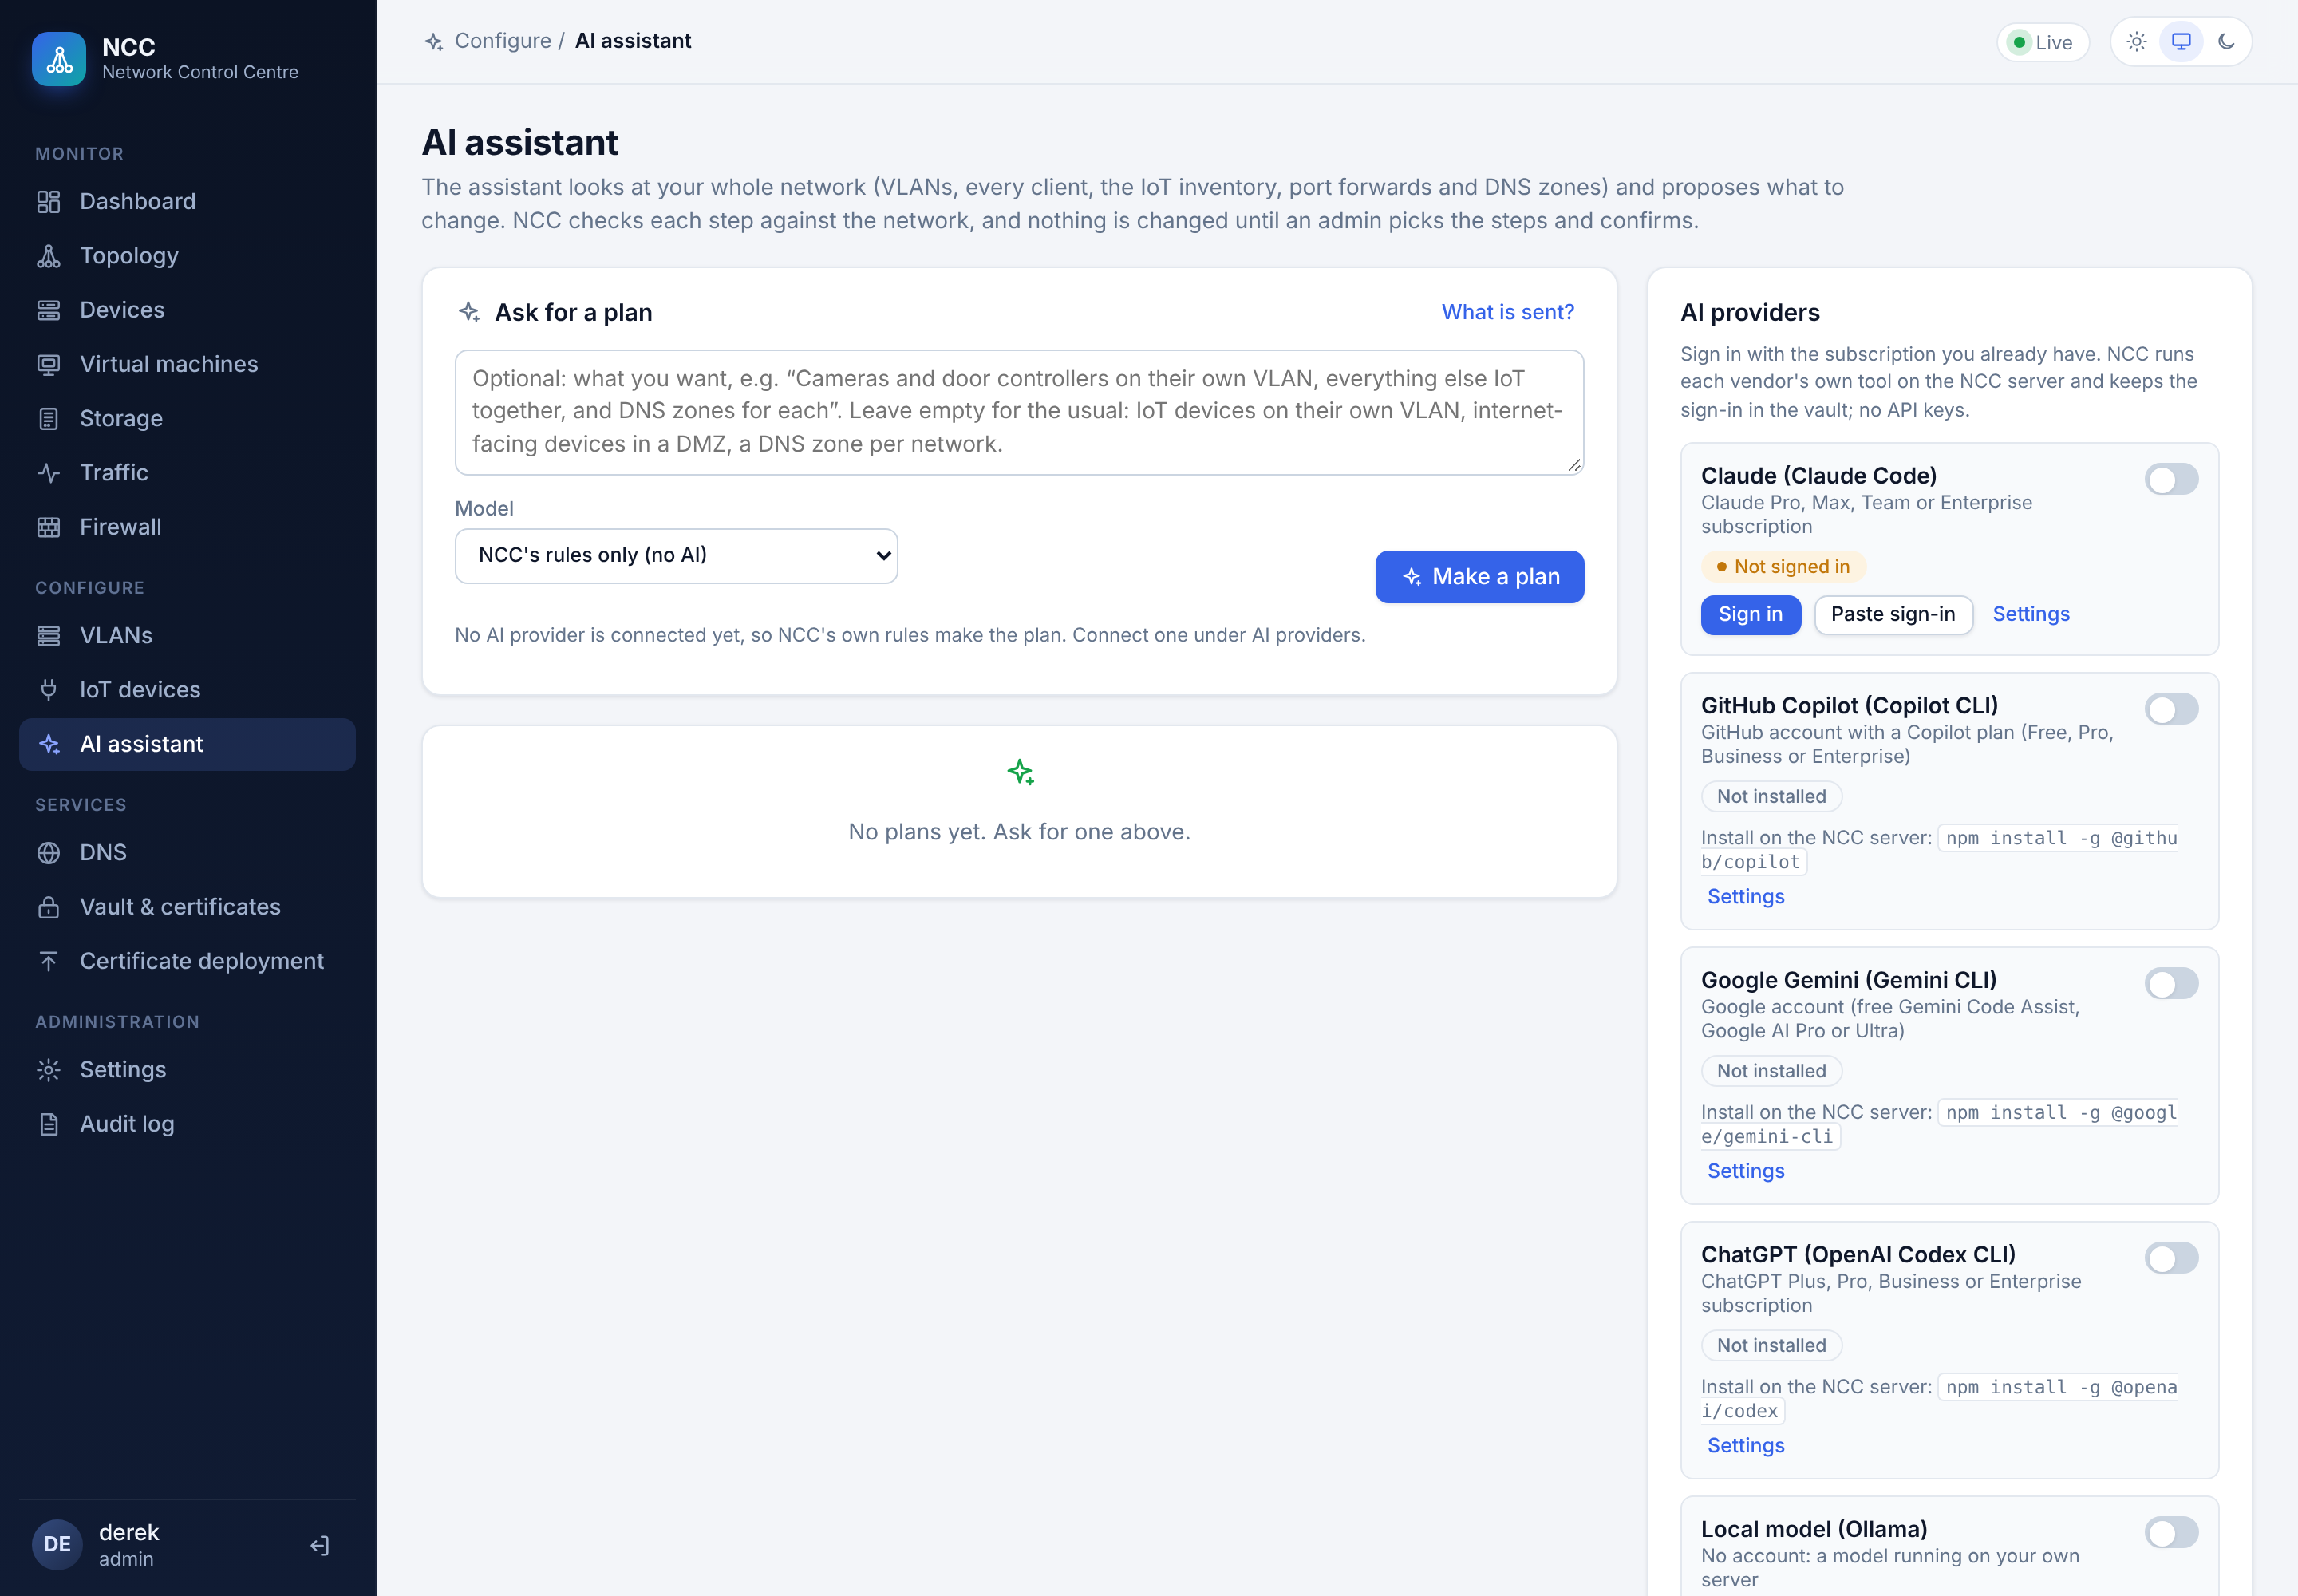 NCC
Network Control Centre
MONITOR
Dashboard
Topology
Devices
Virtual machines
Storage
Traffic
Firewall
CONFIGURE
VLANs
IoT devices
AI assistant
SERVICES
DNS
Vault & certificates
Certificate deployment
ADMINISTRATION
Settings
Audit log
DE
derek
admin
Configure / AI assistant
Live
AI assistant
The assistant looks at your whole network (VLANs, every client, the IoT inventory, port forwards and DNS zones) and proposes what to
change. NCC checks each step against the network, and nothing is changed until an admin picks the steps and confirms.
Ask for a plan
What is sent?
Optional: what you want, e.g. “Cameras and door controllers on their own VLAN, everything else IoT
together, and DNS zones for each”. Leave empty for the usual: IoT devices on their own VLAN, internet-
facing devices in a DMZ, a DNS zone per network.
Model
NCC's rules only (no AI)
Make a plan
No AI provider is connected yet, so NCC's own rules make the plan. Connect one under AI providers.
No plans yet. Ask for one above.
AI providers
Sign in with the subscription you already have. NCC runs
each vendor's own tool on the NCC server and keeps the
sign-in in the vault; no API keys.
Claude (Claude Code)
Claude Pro, Max, Team or Enterprise
subscription
Not signed in
Sign in
Paste sign-in
Settings
GitHub Copilot (Copilot CLI)
GitHub account with a Copilot plan (Free, Pro,
Business or Enterprise)
Not installed
Install on the NCC server: npm install -g @githu
b/copilot
Settings
Google Gemini (Gemini CLI)
Google account (free Gemini Code Assist,
Google AI Pro or Ultra)
Not installed
Install on the NCC server: npm install -g @googl
e/gemini-cli
Settings
ChatGPT (OpenAI Codex CLI)
ChatGPT Plus, Pro, Business or Enterprise
subscription
Not installed
Install on the NCC server: npm install -g @opena
i/codex
Settings
Local model (Ollama)
No account: a model running on your own
server